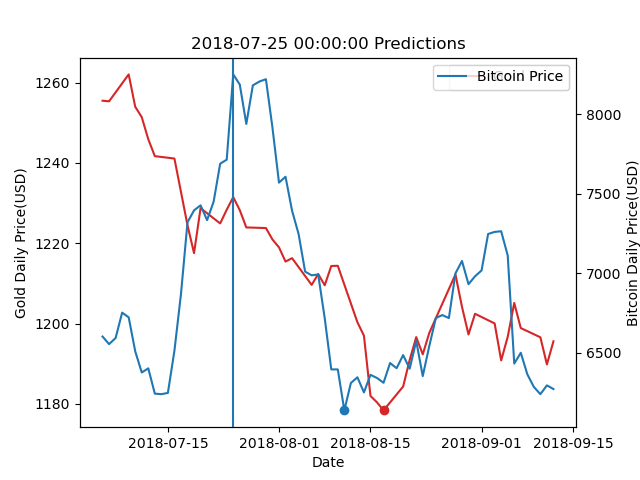 2018-07-25 00:00:00 Predictions
Bitcoin Price
1260
1240
1220
1200
1180
Gold Daily Price(USD)
8000
7500
7000
6500
Bitcoin Daily Price(USD)
2018-07-15
2018-08-01
2018-08-15
2018-09-01
2018-09-15
Date